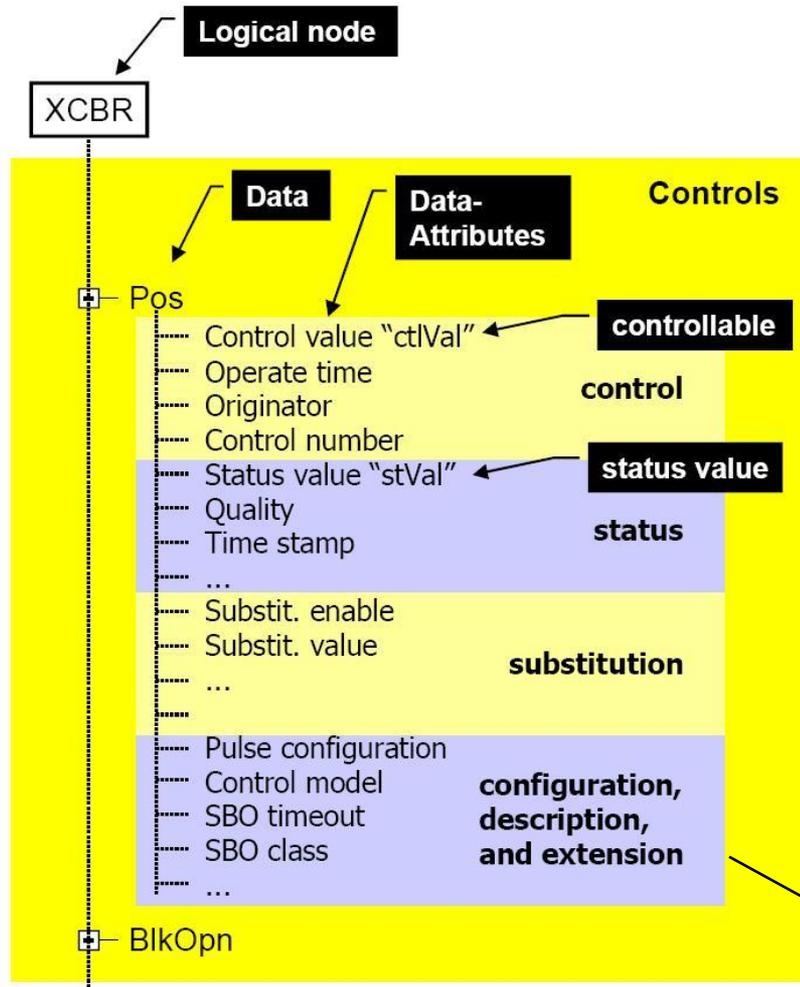 Logical node
XCBR
Controls
Data
Data-
Attributes
Pos
Control value “ctlVal”
controllable
Operate time
control
Originator
Control number
Status value “stVal”
status value
Quality
status
Time stamp
...
Substit. enable
Substit. value
substitution
...
Pulse configuration
Control model
SBO timeout
SBO class
...
configuration,
description,
and extension
BlkOpn